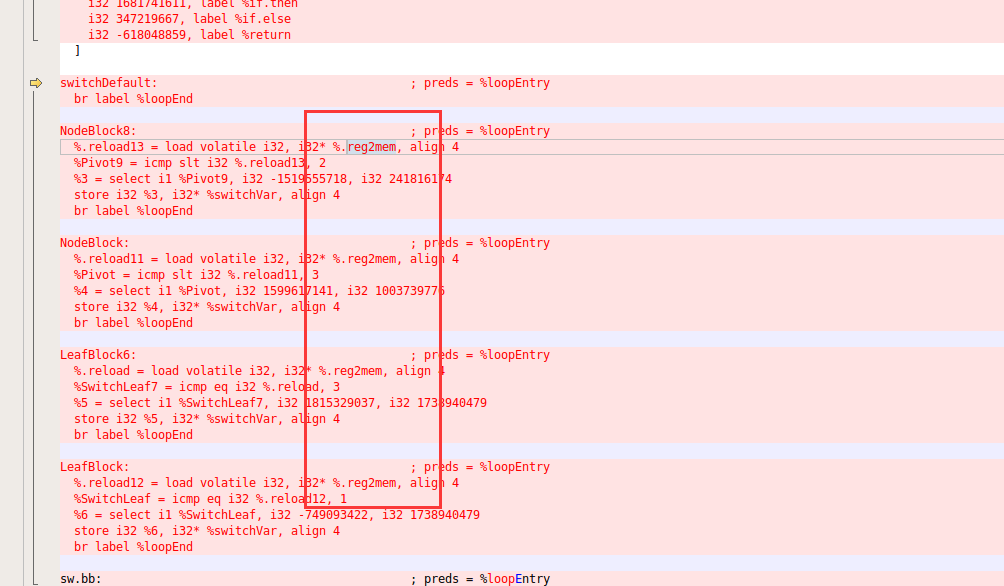 i32 1681741611, label %if.then
i32 347219667, label %if.else
i32 -618048859, label %return
]
switchDefault: ; preds = %loopEntry
br label %loopEnd
NodeBlock8: ; preds = %loopEntry
%.reload13 = load volatile i32, i32* %.reg2mem, align 4
%Pivot9 = icmp slt i32 %.reload13, 2
%3 = select i1 %Pivot9, i32 -1519555718, i32 241816174
store i32 %3, i32* %switchVar, align 4
br label %loopEnd
NodeBlock: ; preds = %loopEntry
%.reload11 = load volatile i32, i32* %.reg2mem, align 4
%Pivot = icmp slt i32 %.reload11, 3
%4 = select i1 %Pivot, i32 1599617141, i32 1003739776
store i32 %4, i32* %switchVar, align 4
br label %loopEnd
LeafBlock6: ; preds = %loopEntry
%.reload = load volatile i32, i32* %.reg2mem, align 4
%SwitchLeaf7 = icmp eq i32 %.reload, 3
%5 = select i1 %SwitchLeaf7, i32 1815329037, i32 1738940479
store i32 %5, i32* %switchVar, align 4
br label %loopEnd
LeafBlock: ; preds = %loopEntry
%.reload12 = load volatile i32, i32* %.reg2mem, align 4
%SwitchLeaf = icmp eq i32 %.reload12, 1
%6 = select i1 %SwitchLeaf, i32 -749093422, i32 1738940479
store i32 %6, i32* %switchVar, align 4
br label %loopEnd
sw.bb: ; preds = %loopEntry